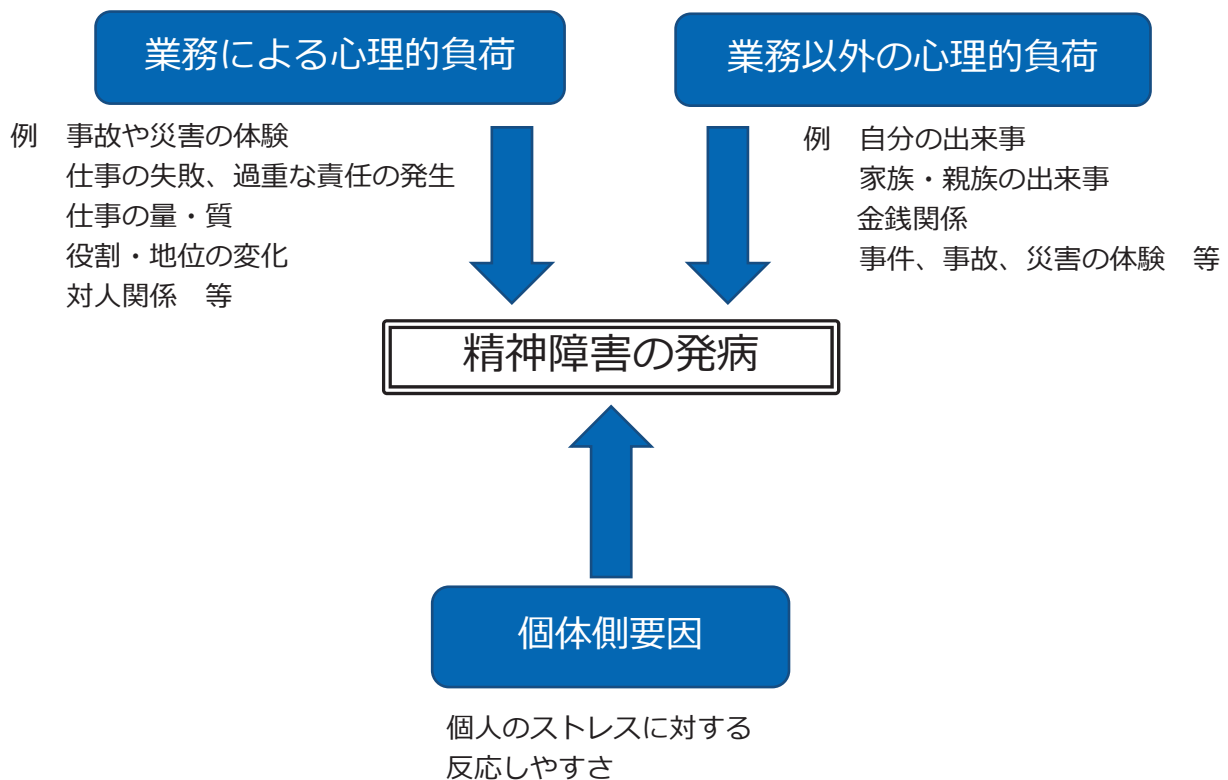 業務による心理的負荷
例　事故や災害の体験
仕事の失敗、過重な責任の発生
仕事の量・質
役割・地位の変化
対人関係　等
業務以外の心理的負荷
例　自分の出来事
家族・親族の出来事
金銭関係
事件、事故、災害の体験　等
精神障害の発病
個体側要因
個人のストレスに対する
反応しやすさ